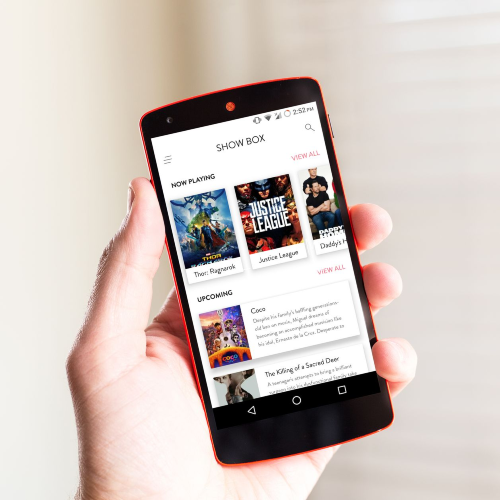 2:52 PM
SHOW BOX
NOW PLAYING
VIEW ALL
THOR
JUSTICE
LEAGUE
Thor: Ragnarok
Justice League
Daddy's H
VIEW ALL
UPCOMING
Coco
Despite his family's baffling generations-
old ban on music, Miguel dreams of
becoming an accomplished musician like
his idol, Ernesto de la Cruz. Desperate to
COCO
The Killing of a Sacred Deer
A teenager's attempts to bring a brilliant
surgeon into his dysfunctional family take